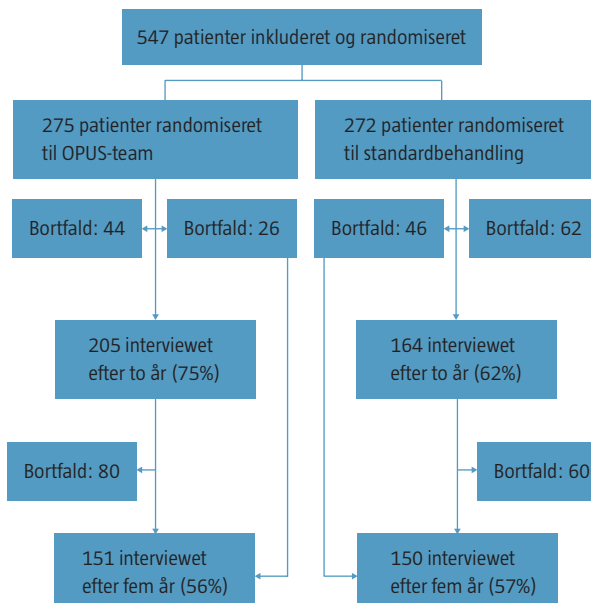 547 patienter inkluderet og randomiseret
275 patienter randomiseret
til OPUS-team
272 patienter randomiseret
til standardbehandling
Bortfald: 44
Bortfald: 26
Bortfald: 46
Bortfald: 62
205 interviewet
efter to år (75%)
164 interviewet
efter to år (62%)
Bortfald: 80
Bortfald: 60
151 interviewet
efter fem år (56%)
150 interviewet
efter fem år (57%)